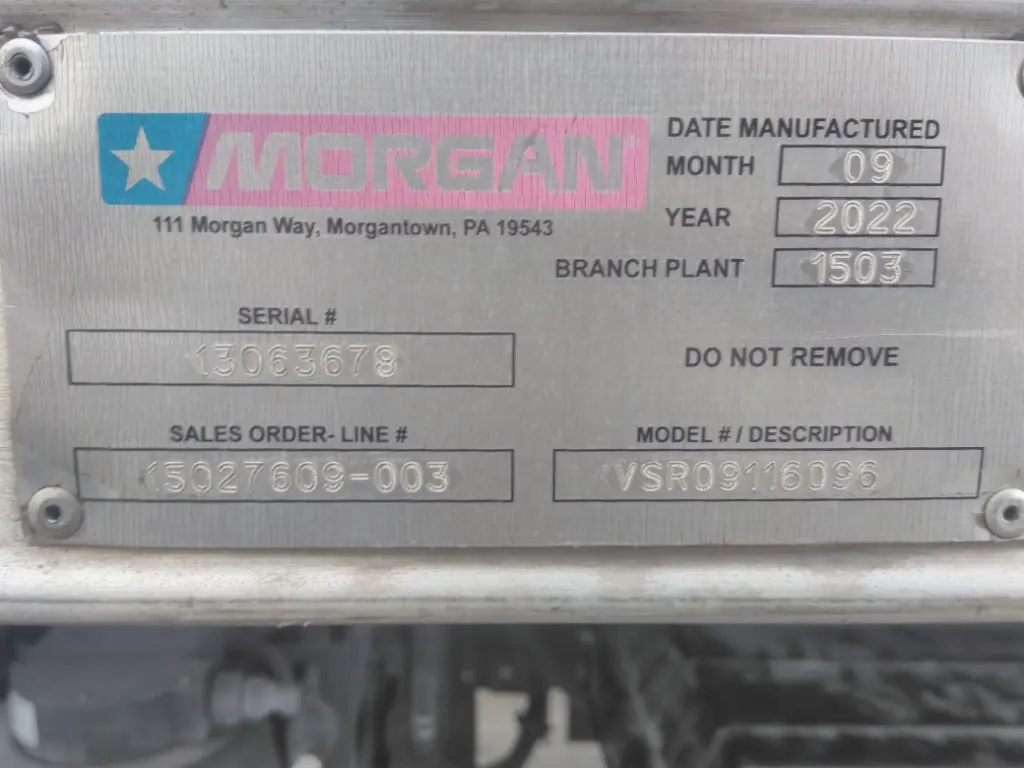 MORGAN
111 Morgan Way, Morgantown, PA 19543
DATE MANUFACTURED
MONTH 09
YEAR 2022
BRANCH PLANT 1503
SERIAL #
13063678
DO NOT REMOVE
SALES ORDER- LINE #
15027609-003
MODEL # / DESCRIPTION
VSR09116096